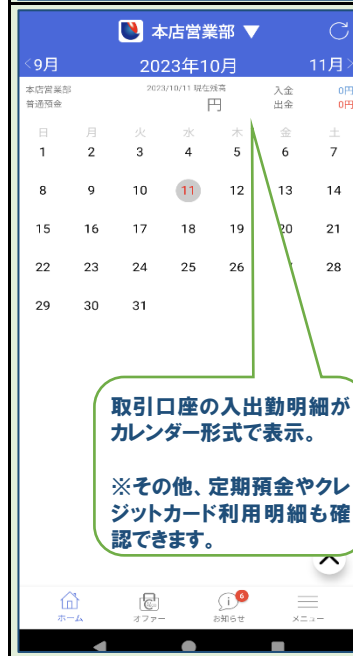 本店営業部 ▼
<9月 2023年10月 11月>
本店営業部 2023/10/11 現在残高 入金 0円
普通預金 円 出金 0円
日 月 火 水 木 金 土
1 2 3 4 5 6 7
8 9 10 11 12 13 14
15 16 17 18 19 20 21
22 23 24 25 26 28
29 30 31
取引口座の入出勤明細が
カレンダー形式で表示。
※その他、定期預金やクレ
ジットカード利用明細も確
認できます。
6
ホーム オファー お知らせ メニュー